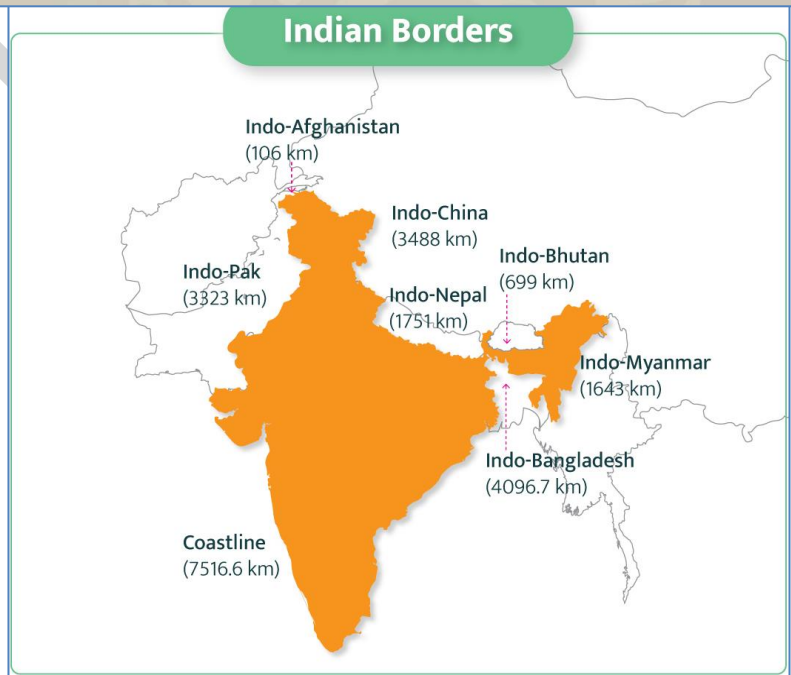 Indian Borders
Indo-Afghanistan
(106 km)
Indo-China
(3488 km)
Indo-Bhutan
(699 km)
Indo-Pak
(3323 km)
Indo-Nepal
(1751 km)
Indo-Myanmar
(1643 km)
Indo-Bangladesh
(4096.7 km)
Coastline
(7516.6 km)